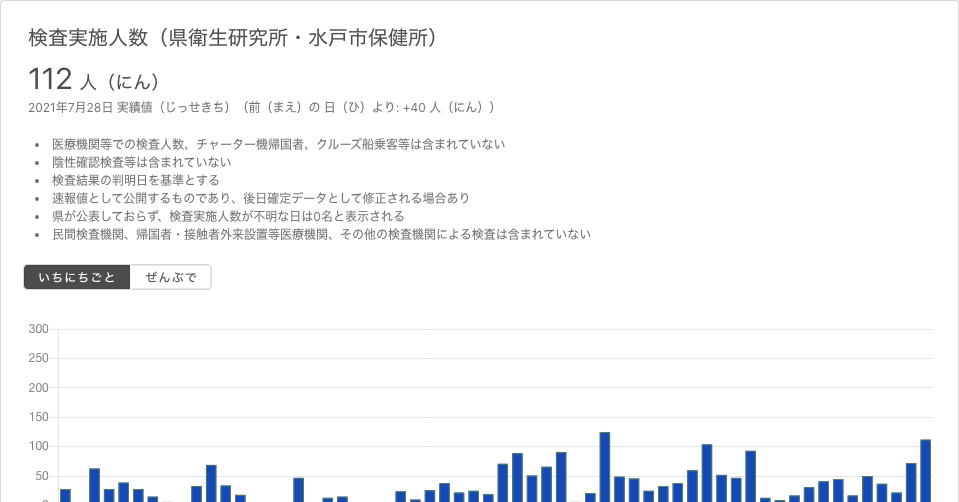 検査実施人数（県衛生研究所・水戸市保健所）
112 人（にん）
2021年7月28日 実績値（じっせきち）（前（まえ）の 日（ひ）より: +40 人（にん））
• 医療機関等での検査人数、チャーター機帰国者、クルーズ船乗客等は含まれていない
• 陰性確認検査等は含まれていない
• 検査結果の判明日を基準とする
• 速報値として公開するものであり、後日確定データとして修正される場合あり
• 県が公表しておらず、検査実施人数が不明な日は0名と表示される
• 民間検査機関、帰国者・接触者外来設置等医療機関、その他の検査機関による検査は含まれていない
いちにちごと ぜんぶで
300
250
200
150
100
50